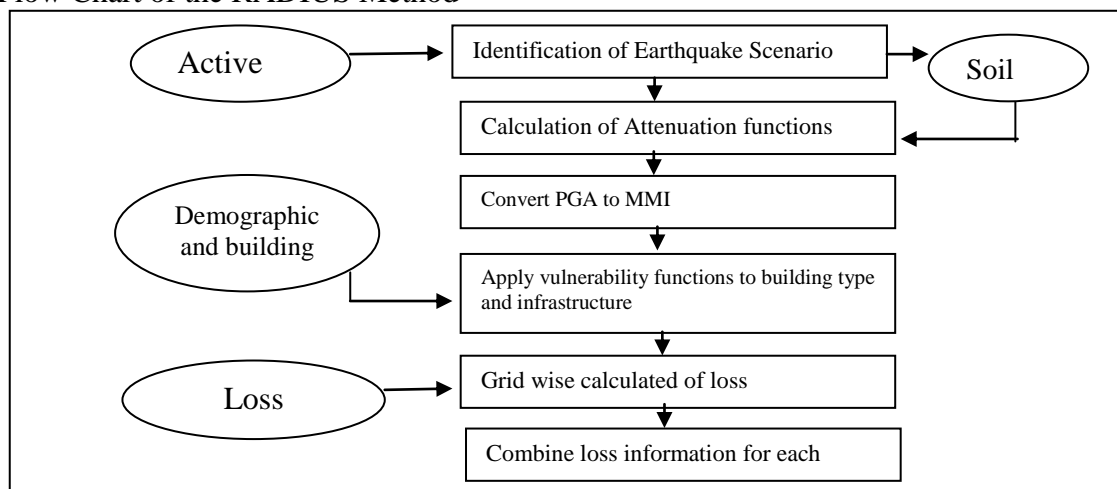 Flow Chart of the RADIUS Method
Active
Identification of Earthquake Scenario
Soil
Calculation of Attenuation functions
Convert PGA to MMI
Demographic
and building
Apply vulnerability functions to building type
and infrastructure
Loss
Grid wise calculated of loss
Combine loss information for each